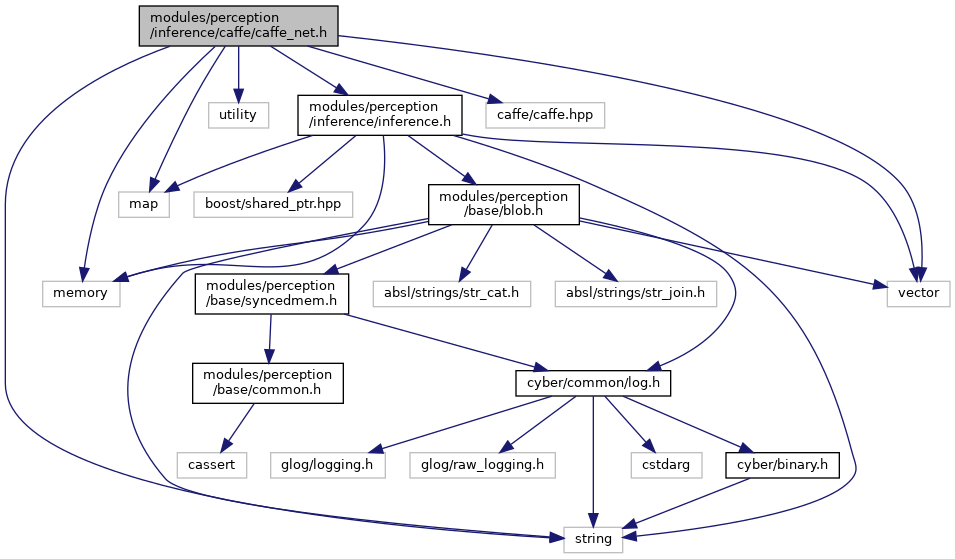 modules/perception
/inference/caffe/caffe_net.h
utility
modules/perception
/inference/inference.h
caffe/caffe.hpp
map
boost/shared_ptr.hpp
modules/perception
/base/blob.h
memory
modules/perception
/base/syncedmem.h
absl/strings/str_cat.h
absl/strings/str_join.h
vector
modules/perception
/base/common.h
cyber/common/log.h
cassert
glog/logging.h
glog/raw_logging.h
cstdarg
cyber/binary.h
string